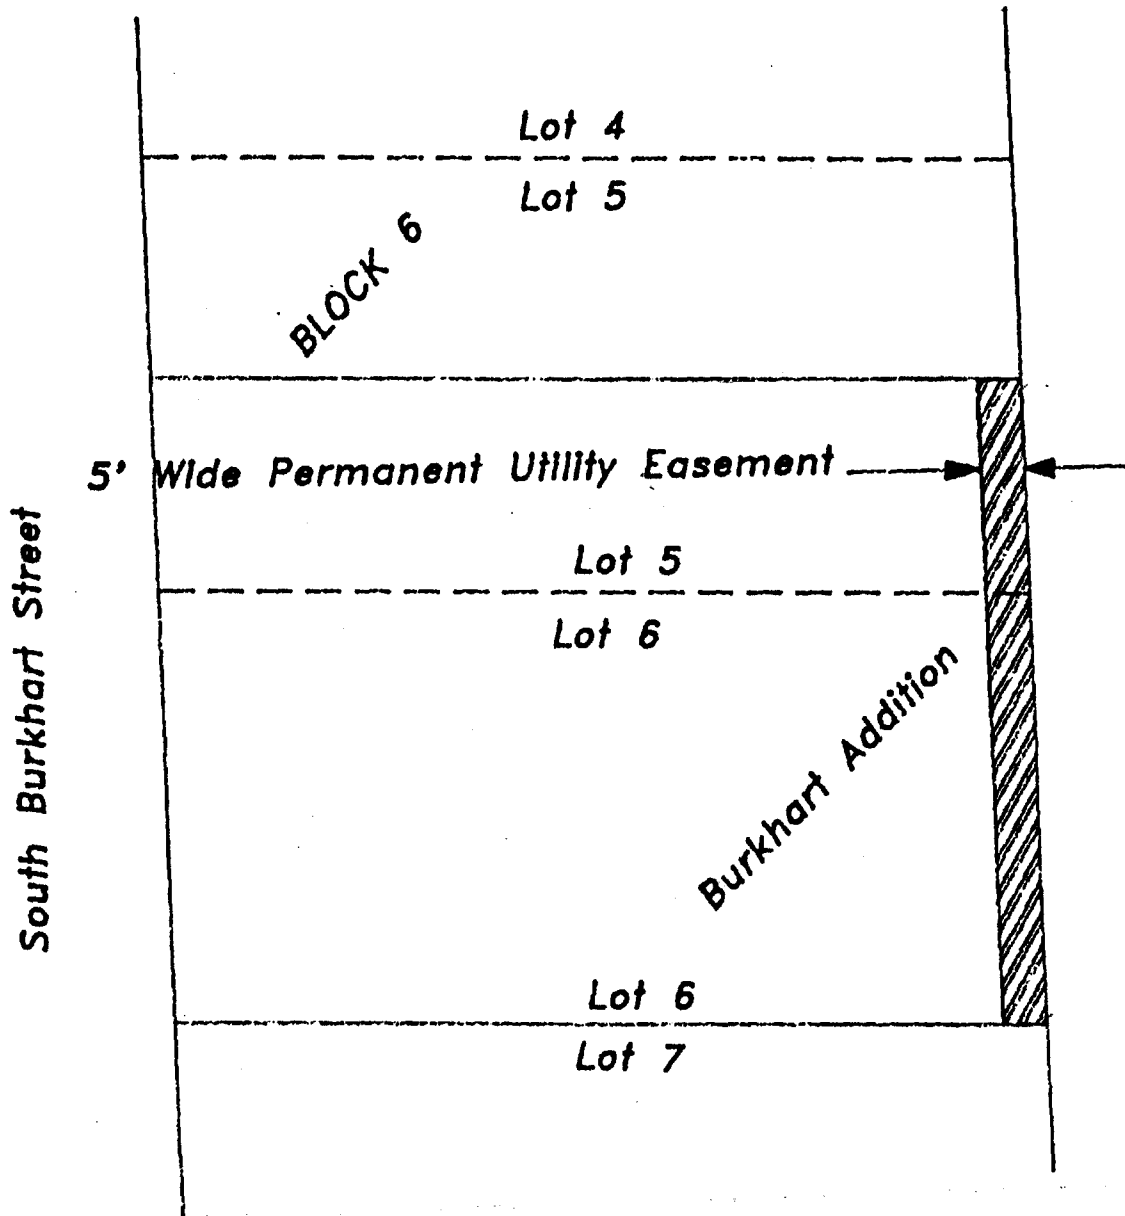 Lot 4
Lot 5
BLOCK 6
5' Wide Permanent Utility Easement
Lot 5
Lot 6
South Burkhart Street
Burkhart Addition
Lot 6
Lot 7